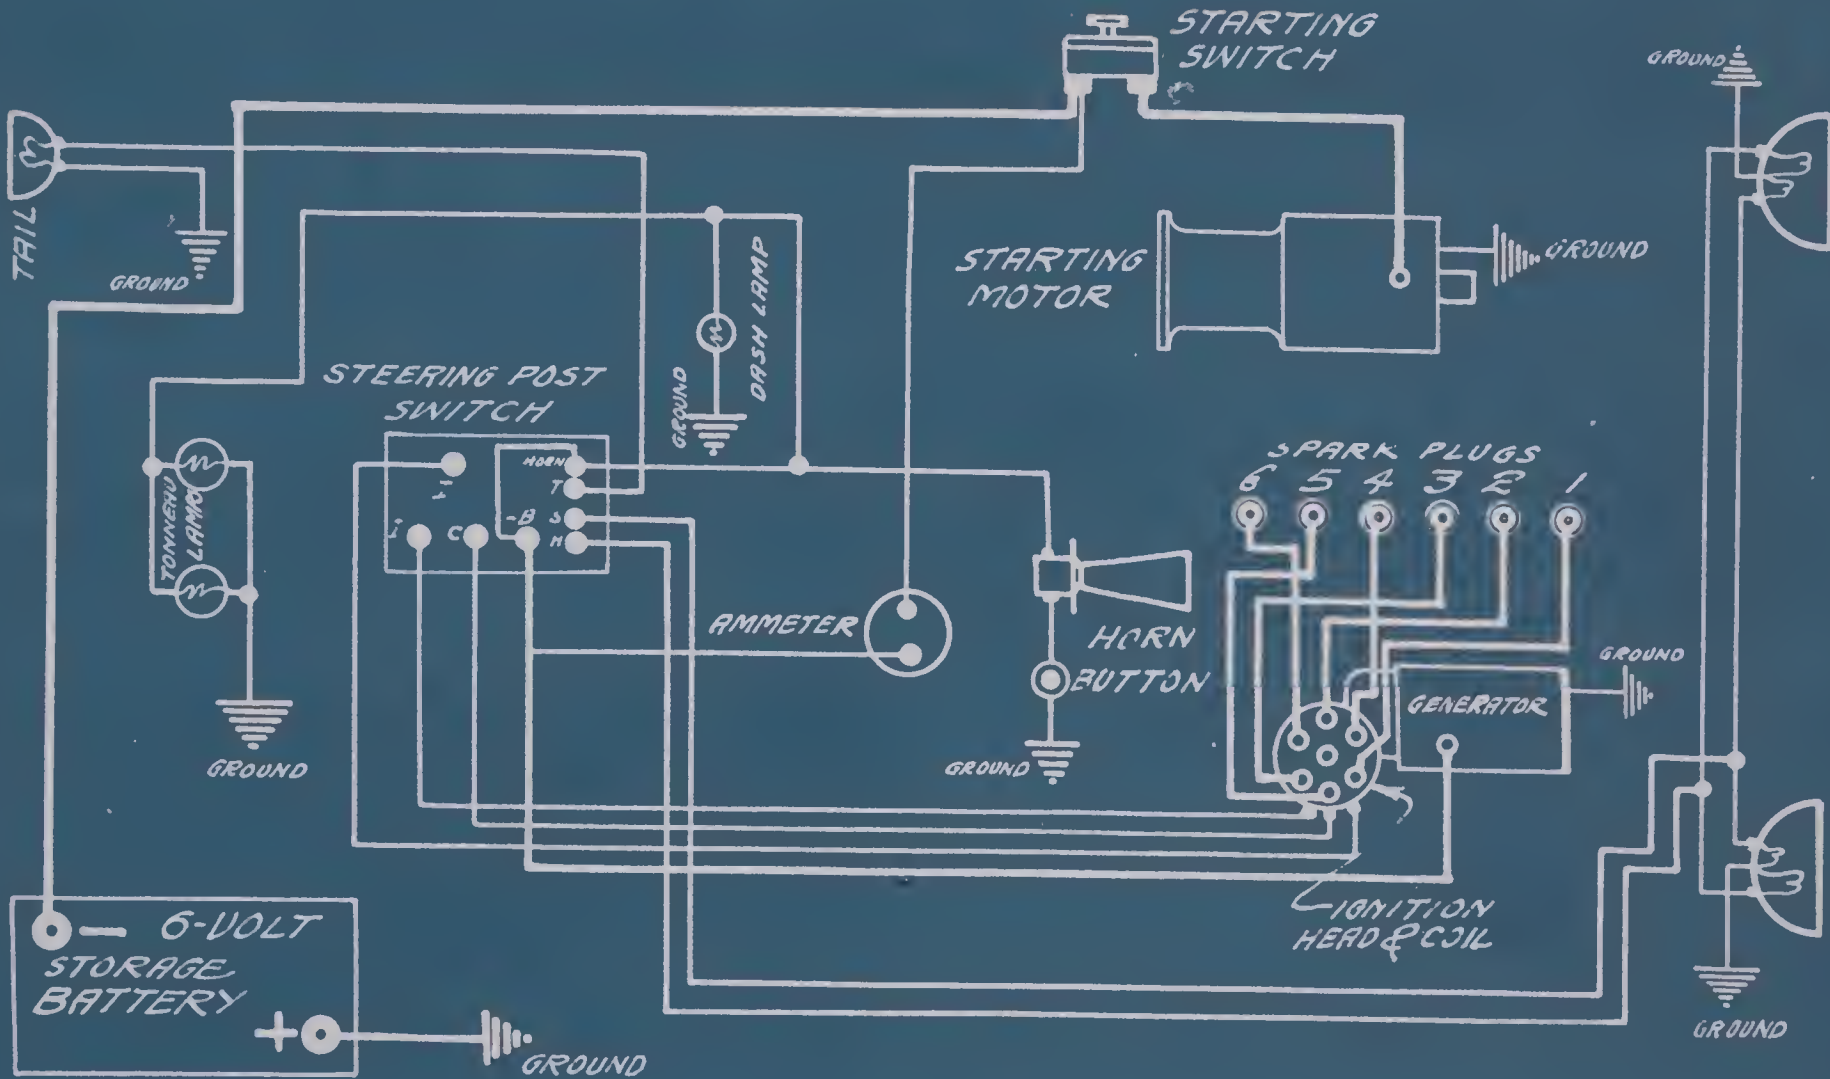 STARTING
SWITCH
GROUND
TAIL
GROUND
STARTING
MOTOR
GROUND
DASH LAMP
GROUND
STEERING POST
SWITCH
HORN
T
S
-B
C
TONNEAU
LAMP
SPARK PLUGS
6 5 4 3 2 1
AMMETER
HORN
BUTTON
GROUND
GENERATOR
GROUND
GROUND
IGNITION
HEAD & COIL
- 6-VOLT
STORAGE
BATTERY
+
GROUND
GROUND